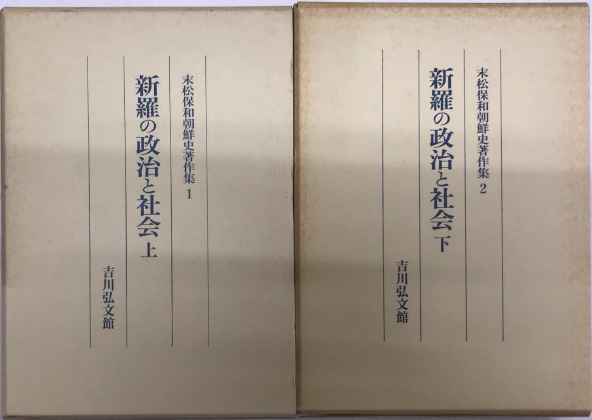 末松保和朝鮮史著作集 1
新羅の政治と社会 上
吉川弘文館
末松保和朝鮮史著作集 2
新羅の政治と社会 下
吉川弘文館